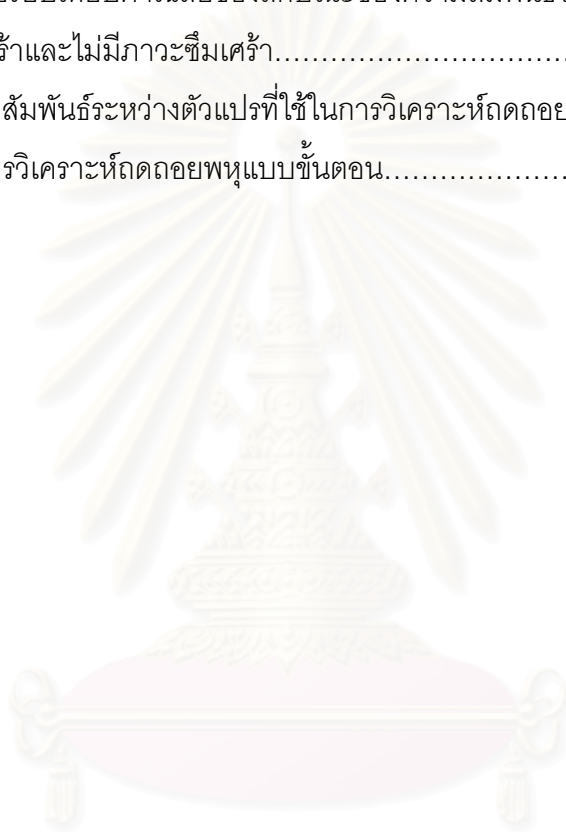 ร้าและไม่มีภาวะซึมเศร้า....................................
สัมพันธ์ระหว่างตัวแปรที่ใช้ในการวิเคราะห์ถดถอย
รวิเคราะห์ถดถอยพหุแบบขั้นตอน.....................